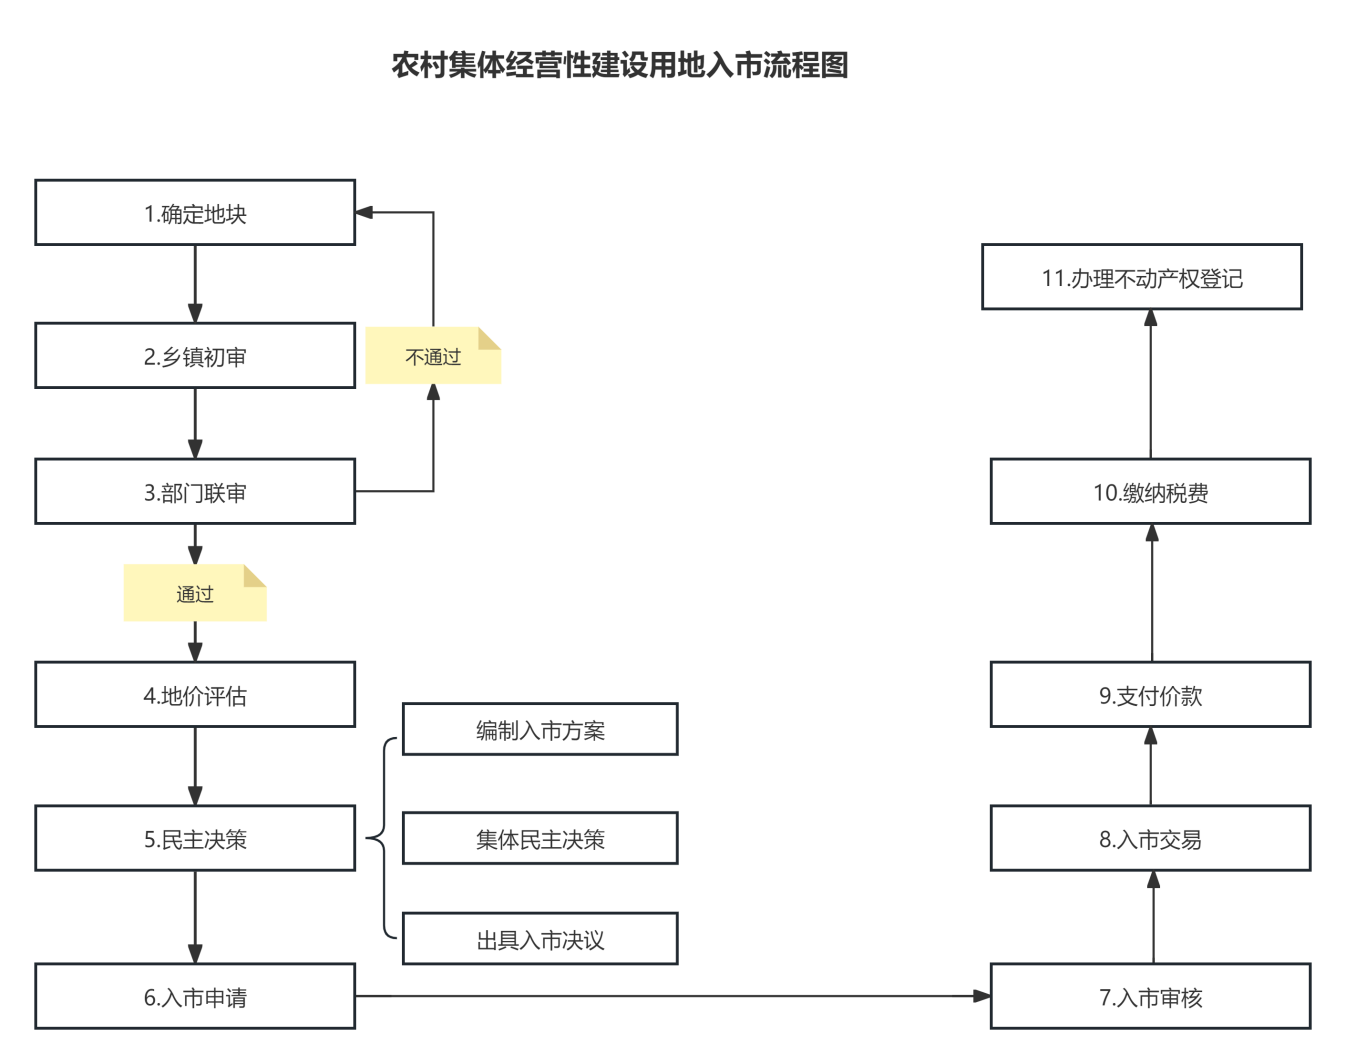 农村集体经营性建设用地入市流程图
1.确定地块
2.乡镇初审
不通过
3.部门联审
通过
4.地价评估
5.民主决策
编制入市方案
集体民主决策
出具入市决议
6.入市申请
7.入市审核
8.入市交易
9.支付价款
10.缴纳税费
11.办理不动产权登记